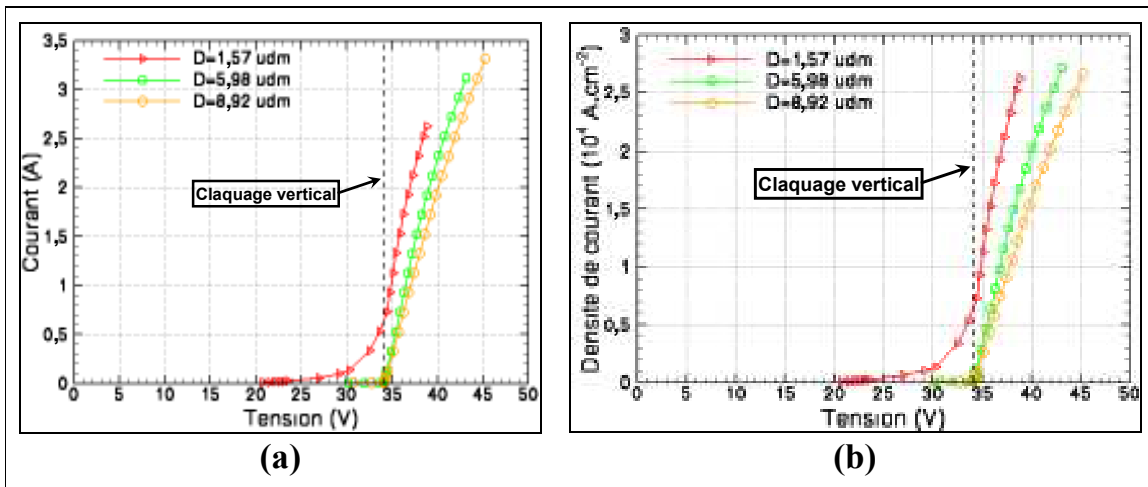 Courant (A)
3,5
3
2,5
2
1,5
1
0,5
0
D=1,57 udm
D=5,98 udm
D=8,92 udm
Claquage vertical
0 5 10 15 20 25 30 35 40 45 50
Tension (V)
(a)
Densite de courant (10⁴ A.cm⁻²)
3
2,5
2
1,5
1
0,5
0
D=1,57 udm
D=5,98 udm
D=8,92 udm
Claquage vertical
0 5 10 15 20 25 30 35 40 45 50
Tension (V)
(b)